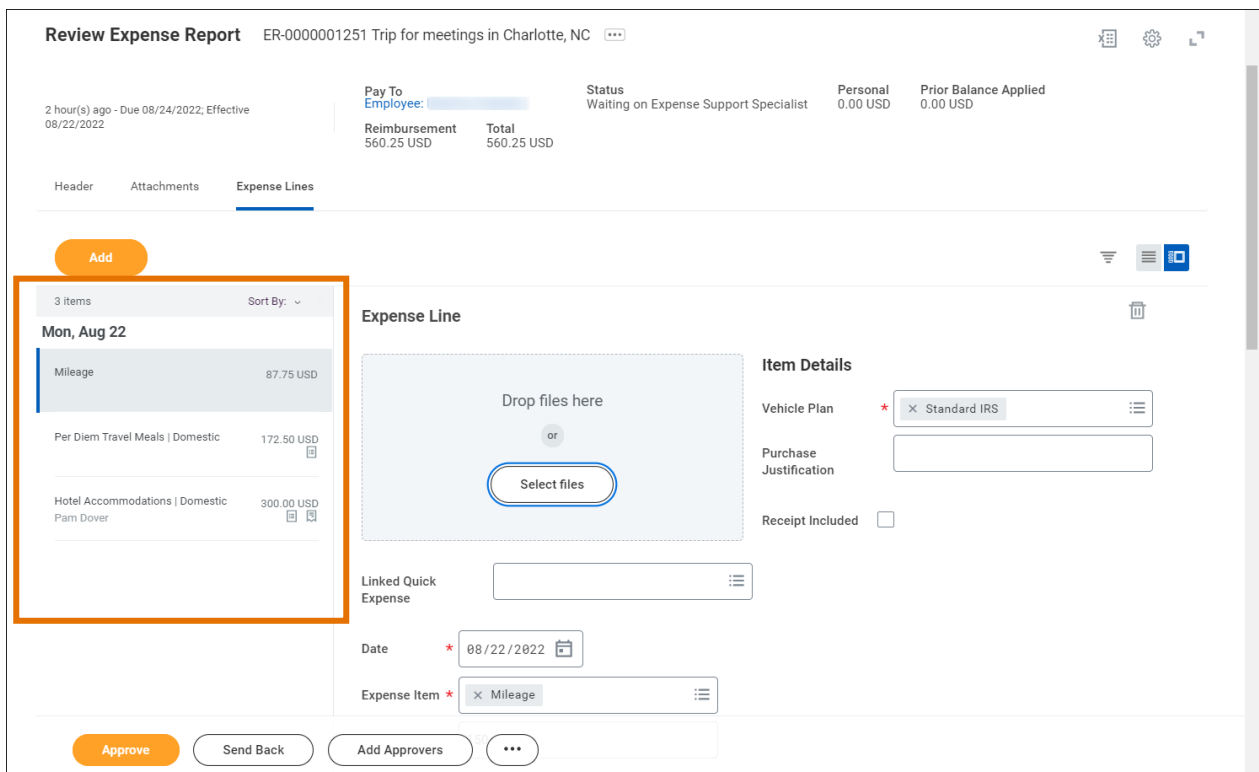 Review Expense Report ER-0000001251 Trip for meetings in Charlotte, NC
Pay To
Employee:
Status
Waiting on Expense Support Specialist
Personal
0.00 USD
Prior Balance Applied
0.00 USD
2 hour(s) ago - Due 08/24/2022; Effective
08/22/2022
Reimbursement
560.25 USD
Total
560.25 USD
Header Attachments Expense Lines
Add
3 items Sort By:
Mon, Aug 22
Mileage 87.75 USD
Per Diem Travel Meals | Domestic 172.50 USD
Hotel Accommodations | Domestic 300.00 USD
Pam Dover
Expense Line
Drop files here
or
Select files
Item Details
Vehicle Plan * × Standard IRS
Purchase
Justification
Receipt Included
Linked Quick
Expense
Date * 08/22/2022
Expense Item * × Mileage
Approve Send Back Add Approvers